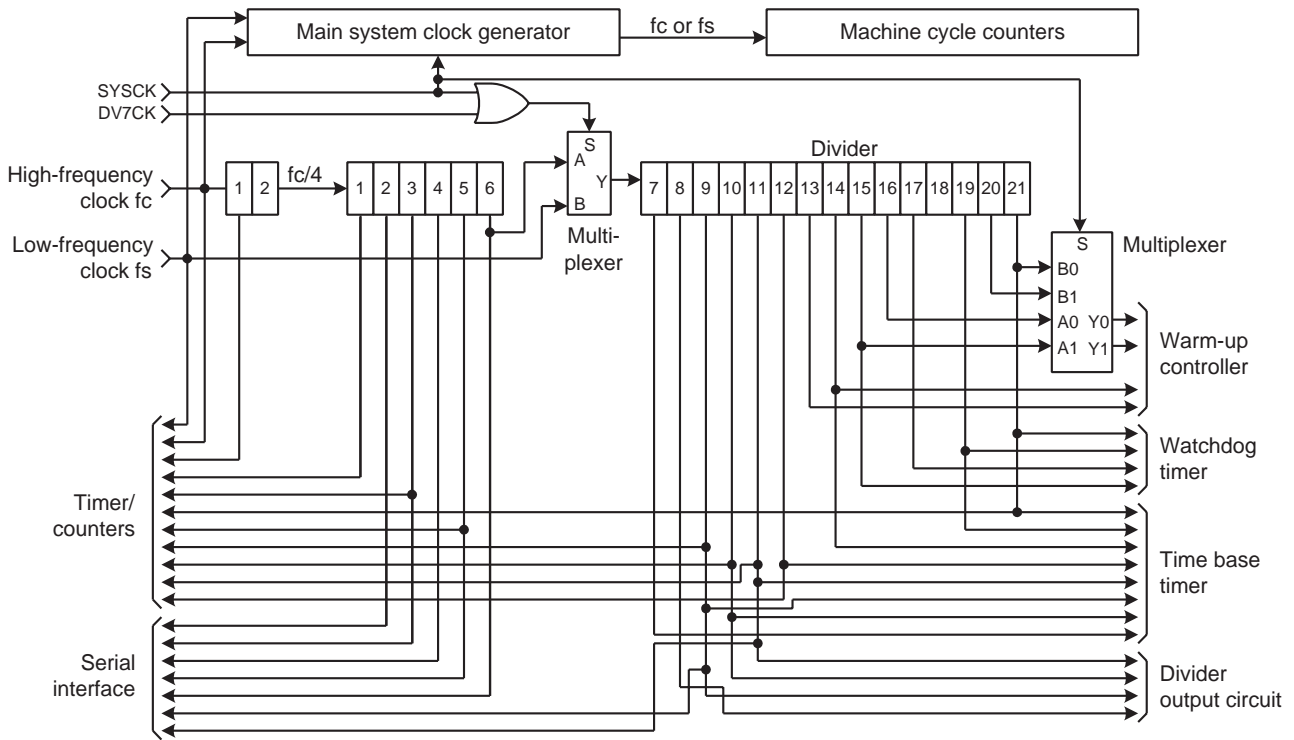 Main system clock generator
fc or fs
Machine cycle counters
SYSCK
DV7CK
S
A
B
Y
Multi-
plexer
Divider
High-frequency
clock fc
1 2
fc/4
1 2 3 4 5 6
7 8 9 10 11 12 13 14 15 16 17 18 19 20 21
Low-frequency
clock fs
S
B0
B1
A0 Y0
A1 Y1
Multiplexer
Warm-up
controller
Watchdog
timer
Timer/
counters
Time base
timer
Serial
interface
Divider
output circuit